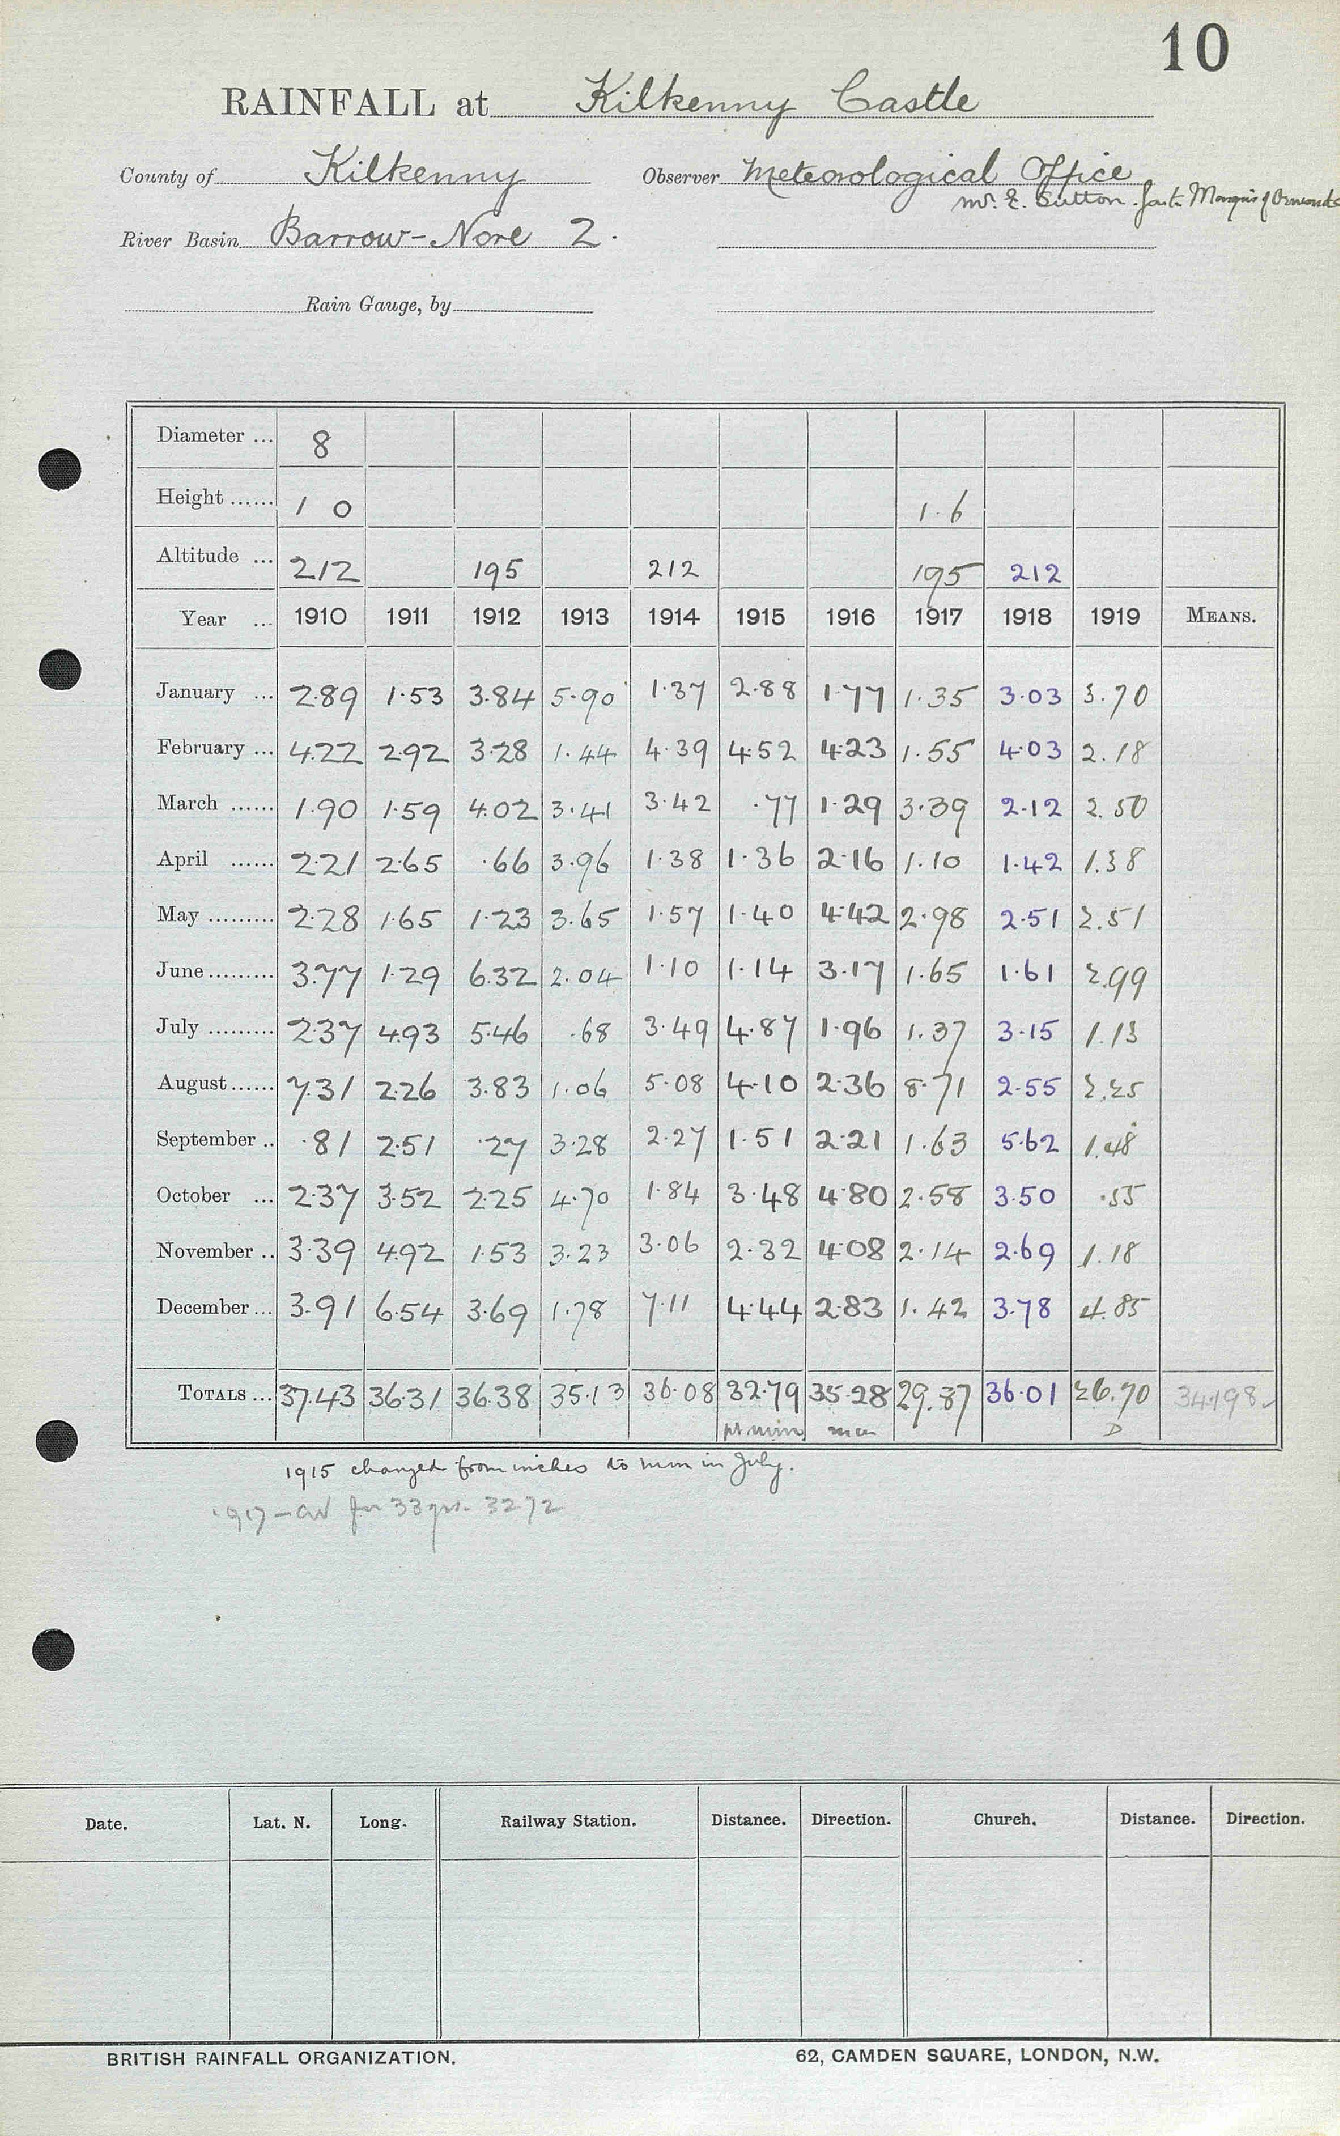 10
RAINFALL at Kilkenny Castle
County of Kilkenny Observer Meteorological Office
Mr. E. Sutton for the Marquis of Ormonde
River Basin Barrow-Nore 2.
Rain Gauge, by
Diameter ... 8
Height ...... 1 0 1.6
Altitude ... 212 195 212 195 212
Year ... 1910 1911 1912 1913 1914 1915 1916 1917 1918 1919 MEANS.
January ... 2.89 1.53 3.84 5.90 1.37 2.88 1.77 1.35 3.03 3.70
February ... 4.22 2.92 3.28 1.44 4.39 4.52 4.23 1.55 4.03 2.18
March ...... 1.90 1.59 4.02 3.41 3.42 .77 1.29 3.39 2.12 2.50
April ...... 2.21 2.65 .66 3.96 1.38 1.36 2.16 1.10 1.42 1.38
May ......... 2.28 1.65 1.23 3.65 1.57 1.40 4.42 2.98 2.51 2.51
June ......... 3.77 1.29 6.32 2.04 1.10 1.14 3.17 1.65 1.61 2.99
July ......... 2.37 4.93 5.46 .68 3.49 4.87 1.96 1.37 3.15 1.13
August ...... 7.31 2.26 3.83 1.06 5.08 4.10 2.36 8.71 2.55 2.25
September .. .81 2.51 .27 3.28 2.27 1.51 2.21 1.63 5.62 1.48
October ... 2.37 3.52 2.25 4.70 1.84 3.48 4.80 2.58 3.50 .55
November .. 3.39 4.92 1.53 3.23 3.06 2.32 4.08 2.14 2.69 1.18
December ... 3.91 6.54 3.69 1.78 7.11 4.44 2.83 1.42 3.78 4.85
TOTALS ... 37.43 36.31 36.38 35.13 36.08 32.79 35.28 29.87 36.01 26.70
D
1915 changed from inches to mm in July.
1917 - av for 33 yrs. 32.72
Date. Lat. N. Long. Railway Station. Distance. Direction. Church. Distance. Direction.
BRITISH RAINFALL ORGANIZATION. 62, CAMDEN SQUARE, LONDON, N.W.